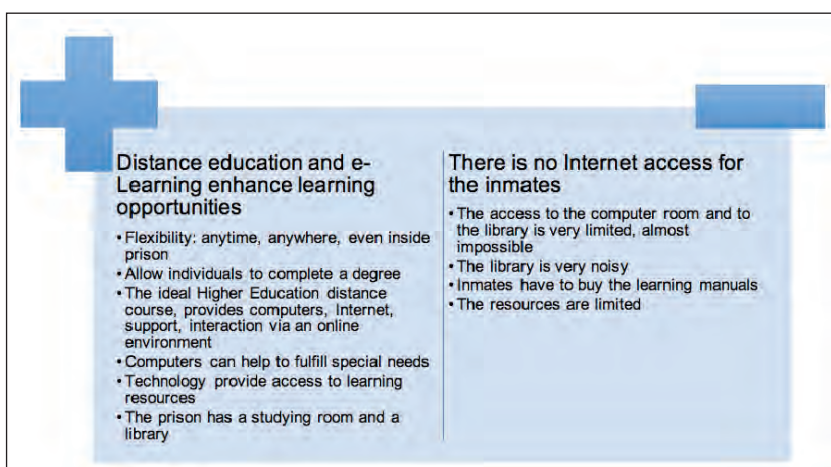 Distance education and e-
Learning enhance learning
opportunities
• Flexibility: anytime, anywhere, even inside
prison
• Allow individuals to complete a degree
• The ideal Higher Education distance
course, provides computers, Internet,
support, interaction via an online
environment
• Computers can help to fulfill special needs
• Technology provide access to learning
resources
• The prison has a studying room and a
library
There is no Internet access for
the inmates
• The access to the computer room and to
the library is very limited, almost
impossible
• The library is very noisy
• Inmates have to buy the learning manuals
• The resources are limited